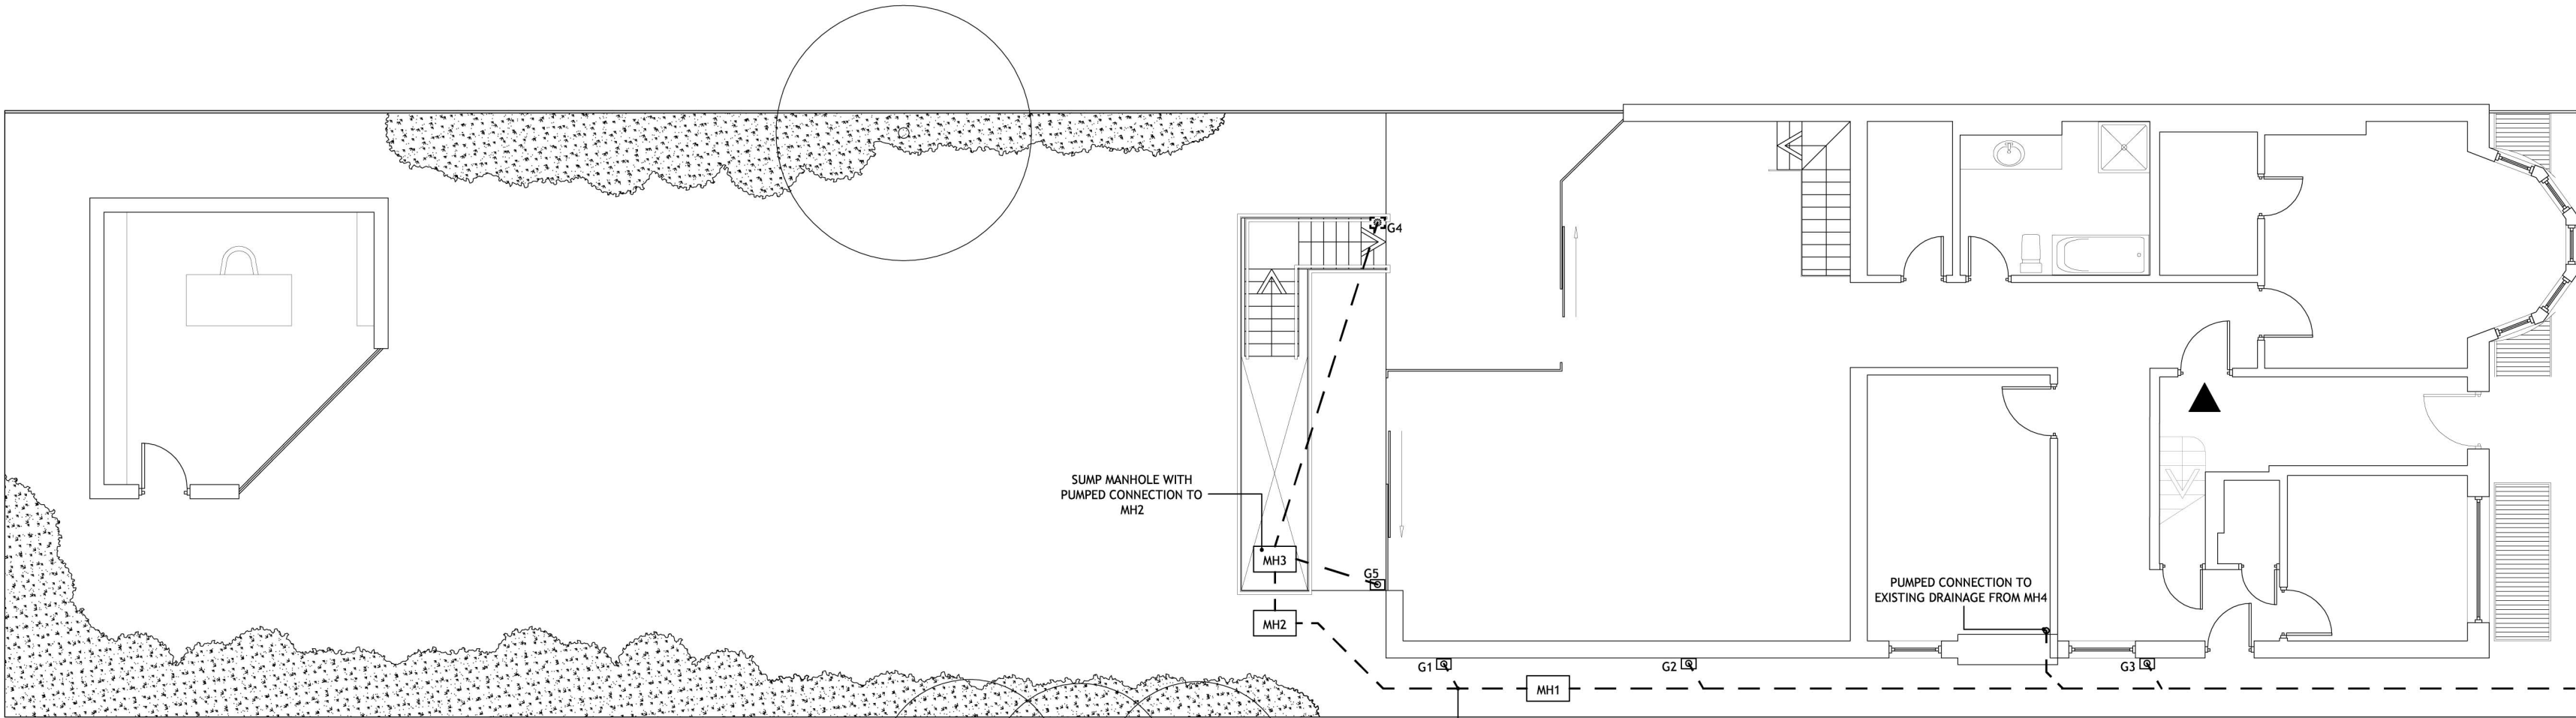 G4
SUMP MANHOLE WITH
PUMPED CONNECTION TO
MH2
MH3
G5
MH2
PUMPED CONNECTION TO
EXISTING DRAINAGE FROM MH4
G1
G2
G3
MH1